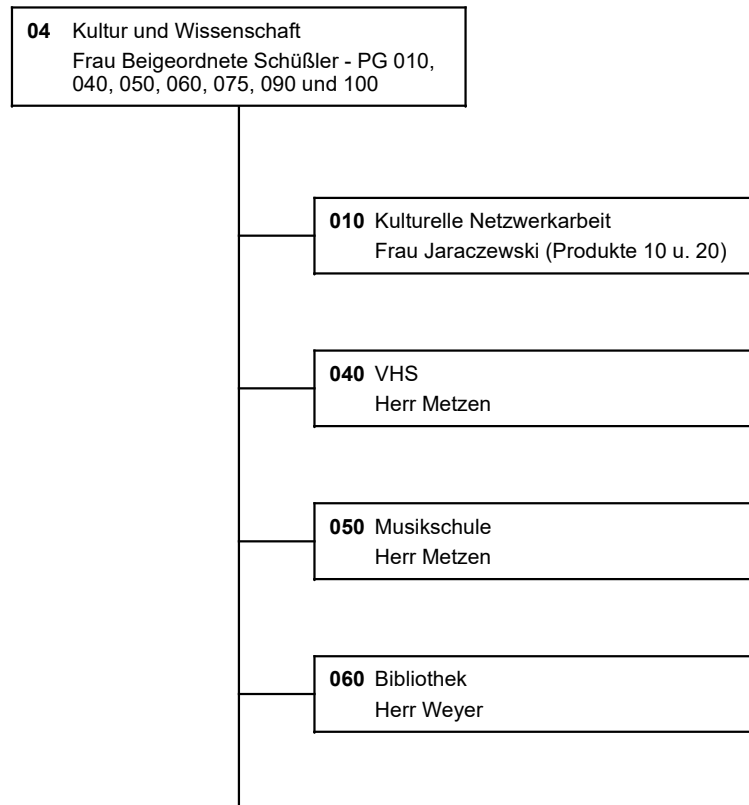 04 Kultur und Wissenschaft
Frau Beigeordnete Schüßler - PG 010,
040, 050, 060, 075, 090 und 100
010 Kulturelle Netzwerkarbeit
Frau Jaraczewski (Produkte 10 u. 20)
040 VHS
Herr Metzen
050 Musikschule
Herr Metzen
060 Bibliothek
Herr Weyer